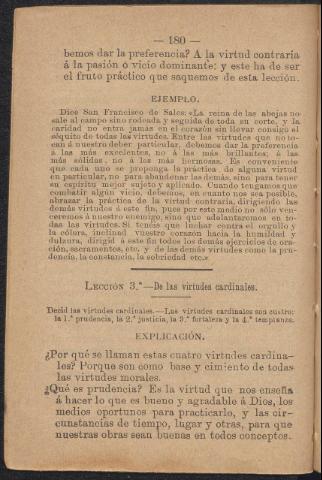 — 180 —
bemos dar la preferencia? A la virtud contraria
á la pasión ó vicio dominante; y este ha de ser
el fruto práctico que saquemos de esta lección.
EJEMPLO.
Dice San Francisco de Sales: «La reina de las abejas no
sale al campo sino rodeada y seguida de toda su corte, y la
caridad no entra jamás en el corazón sin llevar consigo el
séquito de todas las virtudes. Entre las virtudes que no to-
can á nuestro deber particular, debemos dar la preferencia
á las más excelentes, no á las más brillantes; á las
más sólidas, no á las más hermosas. Es conveniente
que cada uno se proponga la práctica de alguna virtud
en particular, no para abandonar las demás, sino para tener
su espíritu mejor sujeto y aplicado. Cuando tengamos que
combatir algún vicio, debemos, en cuanto nos sea posible,
abrazar la práctica de la virtud contraria, dirigiendo las
demás virtudes á este fin, pues por este medio no sólo ven-
ceremos á nuestro enemigo, sino que adelantaremos en to-
das las virtudes. Si tenéis que luchar contra el orgullo y
la cólera, inclinad vuestro corazón hacia la humildad y
dulzura, dirigid á este fin todos los demás ejercicios de ora-
ción, sacramentos, etc. y de las demás virtudes como la pru-
dencia, la constancia, la sobriedad etc.»
LECCIÓN 3.ª—De las virtudes cardinales.
Decid las virtudes cardinales.—Las virtudes cardinales son cuatro:
la 1.ª prudencia, la 2.ª justicia, la 3.ª fortaleza y la 4.ª templanza.
EXPLICACIÓN.
¿Por qué se llaman estas cuatro virtudes cardina-
les? Porque son como base y cimiento de todas
las virtudes morales.
¿Qué es prudencia? Es la virtud que nos enseña
á hacer lo que es bueno y agradable á Dios, los
medios oportunos para practicarlo, y las cir-
cunstancias de tiempo, lugar y otras, para que
nuestras obras sean buenas en todos conceptos.